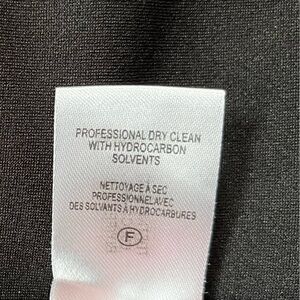 PROFESSIONAL DRY CLEAN
WITH HYDROCARBON
SOLVENTS
NETTOYAGE A SEC
PROFESSIONNEL AVEC
DES SOLVANTS À HYDROCARBURES
F